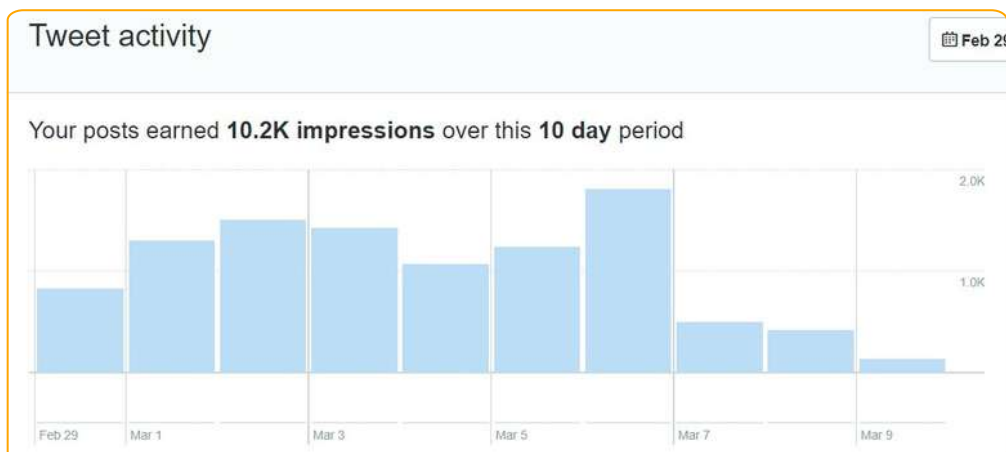 Tweet activity
Feb 29
Your posts earned 10.2K impressions over this 10 day period
2.0K
1.0K
Feb 29 Mar 1 Mar 3 Mar 5 Mar 7 Mar 9